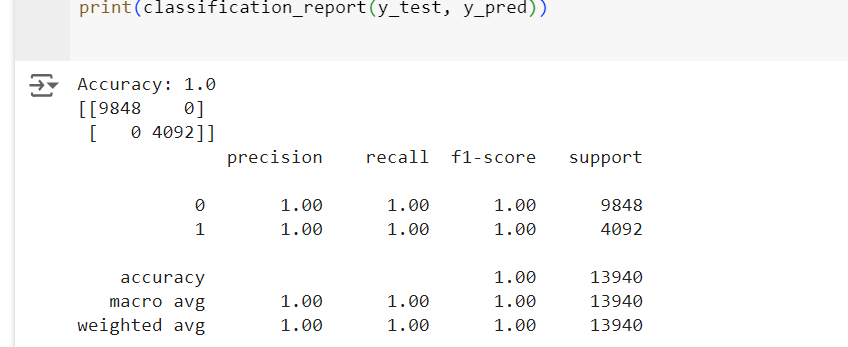 print(classification_report(y_test, y_pred))
Accuracy: 1.0
[[9848    0]
 [   0 4092]]
              precision    recall  f1-score   support

           0       1.00      1.00      1.00      9848
           1       1.00      1.00      1.00      4092

    accuracy                           1.00     13940
   macro avg       1.00      1.00      1.00     13940
weighted avg       1.00      1.00      1.00     13940